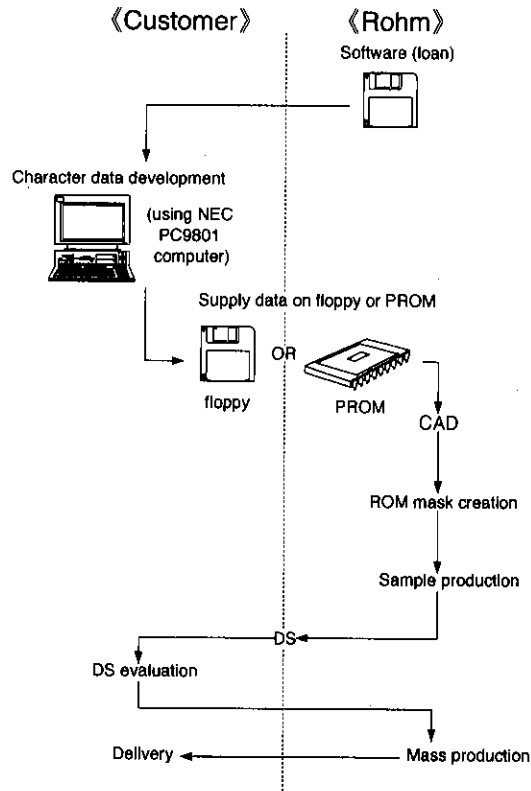 《Customer》 《Rohm》
Software (loan)
Character data development
(using NEC
PC9801
computer)
Supply data on floppy or PROM
OR
floppy
PROM
CAD
ROM mask creation
Sample production
DS
DS evaluation
Delivery
Mass production